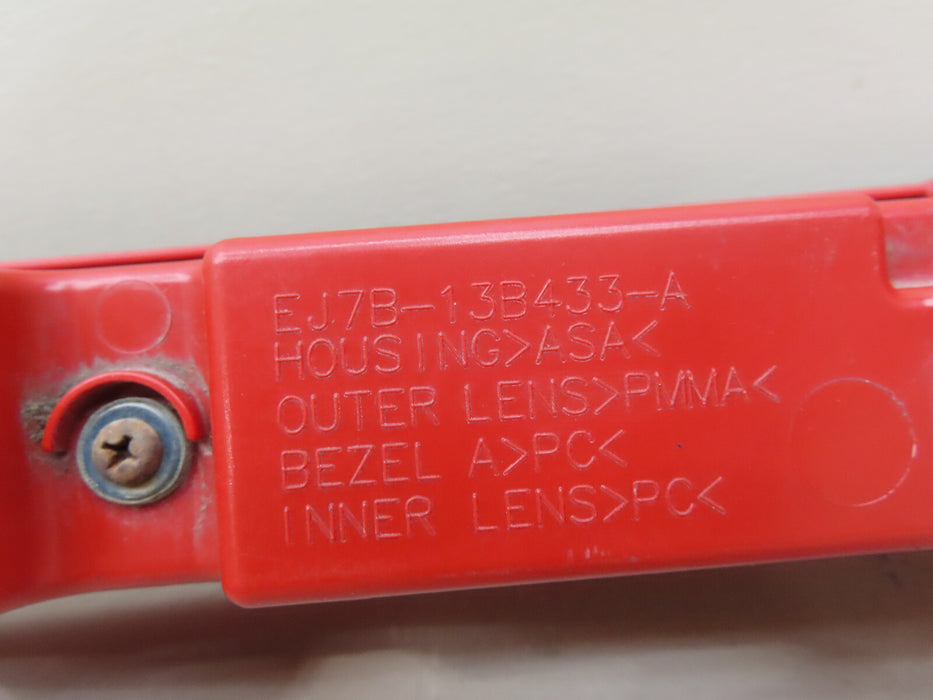 EJ7B-13B433-A
HOUSING>ASA<
OUTER LENS>PMMA<
BEZEL A>PC<
INNER LENS>PC<